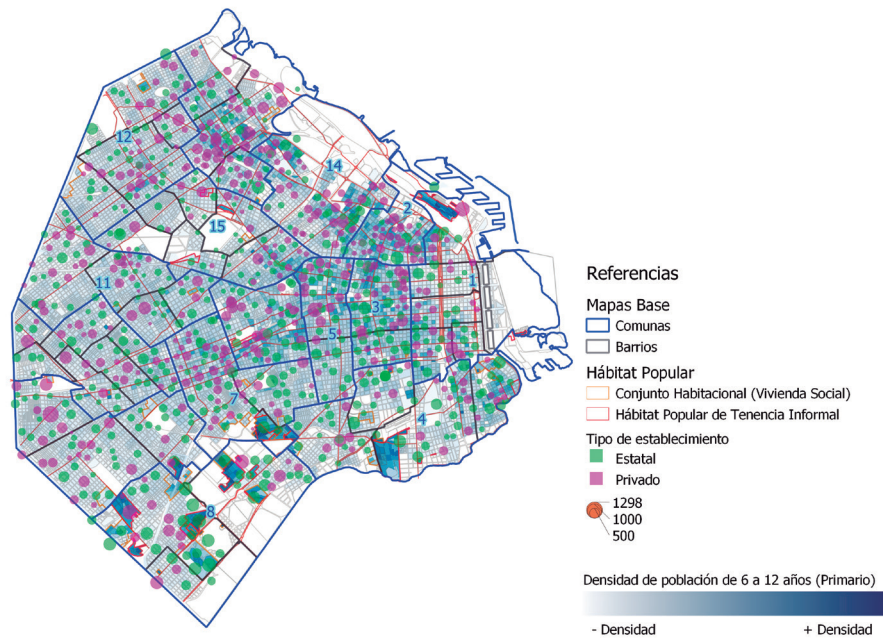 12
14
2
15
11
1
3
5
7
4
8
Referencias
Mapas Base
Comunas
Barrios
Hábitat Popular
Conjunto Habitacional (Vivienda Social)
Hábitat Popular de Tenencia Informal
Tipo de establecimiento
Estatal
Privado
1298
1000
500
Densidad de población de 6 a 12 años (Primario)
- Densidad + Densidad